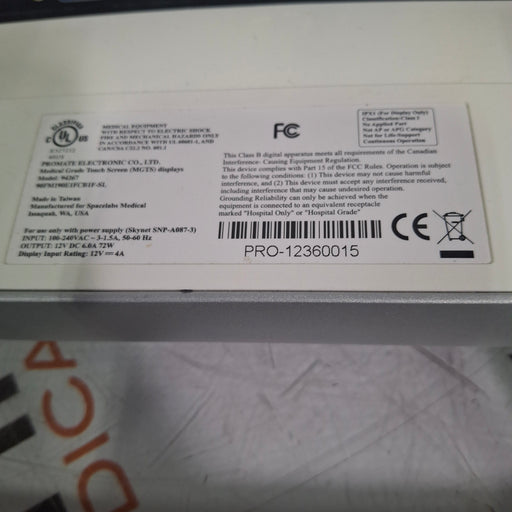 CLASSIFIED
UL
US
MEDICAL EQUIPMENT
WITH RESPECT TO ELECTRIC SHOCK
FIRE AND MECHANICAL HAZARDS ONLY
IN ACCORDANCE WITH UL 60601-1, AND
CAN/CSA C22.2 NO. 601.1
PROMATE ELECTRONIC CO., LTD.
Medical Grade Touch Screen (MGTS) displays
Model: 94267
Made in Taiwan
Manufactured for Spacelabs Medical
Issaquah, WA, USA
For use only with power supply (Skynet SNP-A087-3)
INPUT: 100-240VAC ~ 3-1.5A, 50-60 Hz
OUTPUT: 12V DC 6.0A 72W
Display Input Rating: 12V 4A
FC
IPX1 (For Display Only)
Classification:Class I
No Applied Part
Not AP or APG Category
Not for Life-Support
Continuous Operation
This Class B digital apparatus meets all requirements of the Canadian
Interference- Causing Equipment Regulation.
This device complies with Part 15 of the FCC Rules. Operation is subject
to the following conditions: (1) This device may not cause harmful
interference, and (2) This device must accept any interference received,
including interference that may cause undesired operation.
Grounding Reliability can only be achieved when the
equipment is connected to an equivalent receptacle
marked "Hospital Only" or "Hospital Grade"
PRO-12360015
CE
DICA